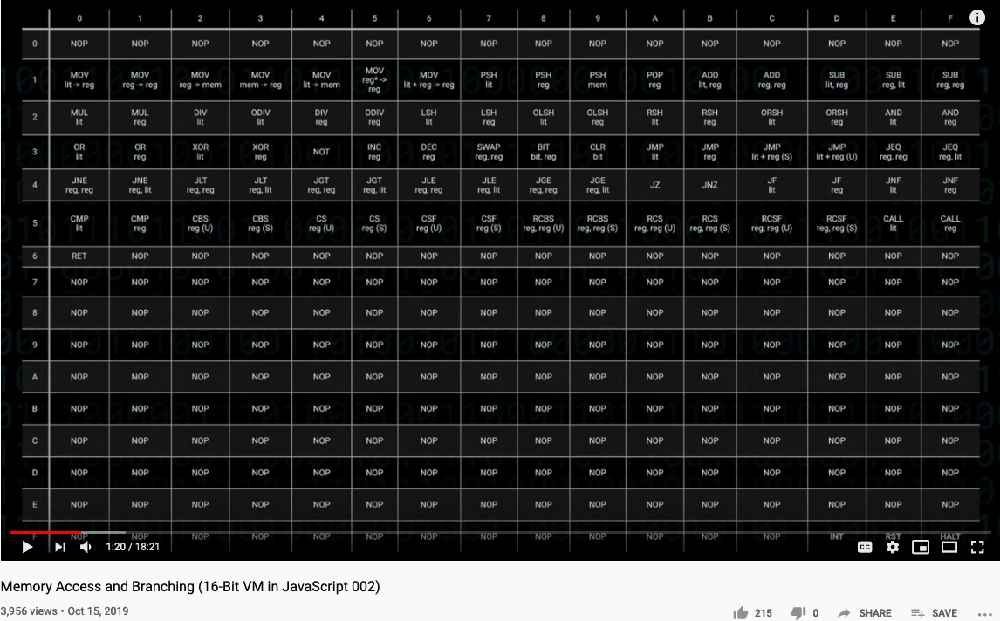 0 1 2 3 4 5 6 7 8 9 A B C D E F
0 NOP NOP NOP NOP NOP NOP NOP NOP NOP NOP NOP NOP NOP NOP NOP NOP
1 MOV MOV MOV MOV MOV MOV MOV PSH PSH PSH POP ADD ADD SUB SUB SUB
lit -> reg reg -> reg reg -> mem mem -> reg lit -> mem reg* -> reg lit + reg -> reg lit reg mem reg lit, reg reg, reg lit, reg reg, lit reg, reg
2 MUL MUL DIV ODIV DIV ODIV LSH LSH OLSH OLSH RSH RSH ORSH ORSH AND AND
lit reg lit lit reg reg lit reg lit reg lit reg lit reg lit reg
3 OR OR XOR XOR NOT INC DEC SWAP BIT CLR JMP JMP JMP JMP JEQ JEQ
lit reg lit reg reg reg reg, reg bit, reg bit lit reg lit + reg (S) lit + reg (U) reg, reg reg, lit
4 JNE JNE JLT JLT JGT JGT JLE JLE JGE JGE JZ JNZ JF JF JNF JNF
reg, reg reg, lit reg, reg reg, lit reg, reg reg, lit reg, reg reg, lit reg, reg reg, lit lit reg lit reg
5 CMP CMP CBS CBS CS CS CSF CSF RCBS RCBS RCS RCS RCSF RCSF CALL CALL
lit reg reg (U) reg (S) reg (U) reg (S) reg (U) reg (S) reg, reg (U) reg, reg (S) reg, reg (U) reg, reg (S) reg, reg (U) reg, reg (S) lit reg
6 RET NOP NOP NOP NOP NOP NOP NOP NOP NOP NOP NOP NOP NOP NOP NOP
7 NOP NOP NOP NOP NOP NOP NOP NOP NOP NOP NOP NOP NOP NOP NOP NOP
8 NOP NOP NOP NOP NOP NOP NOP NOP NOP NOP NOP NOP NOP NOP NOP NOP
9 NOP NOP NOP NOP NOP NOP NOP NOP NOP NOP NOP NOP NOP NOP NOP NOP
A NOP NOP NOP NOP NOP NOP NOP NOP NOP NOP NOP NOP NOP NOP NOP NOP
B NOP NOP NOP NOP NOP NOP NOP NOP NOP NOP NOP NOP NOP NOP NOP NOP
C NOP NOP NOP NOP NOP NOP NOP NOP NOP NOP NOP NOP NOP NOP NOP NOP
D NOP NOP NOP NOP NOP NOP NOP NOP NOP NOP NOP NOP NOP NOP NOP NOP
E NOP NOP NOP NOP NOP NOP NOP NOP NOP NOP NOP NOP NOP NOP NOP NOP
F NOP NOP NOP NOP NOP NOP NOP NOP NOP NOP NOP NOP NOP INT RST HALT
1:20 / 18:21 CC
Memory Access and Branching (16-Bit VM in JavaScript 002)
3,956 views • Oct 15, 2019 215 0 SHARE SAVE